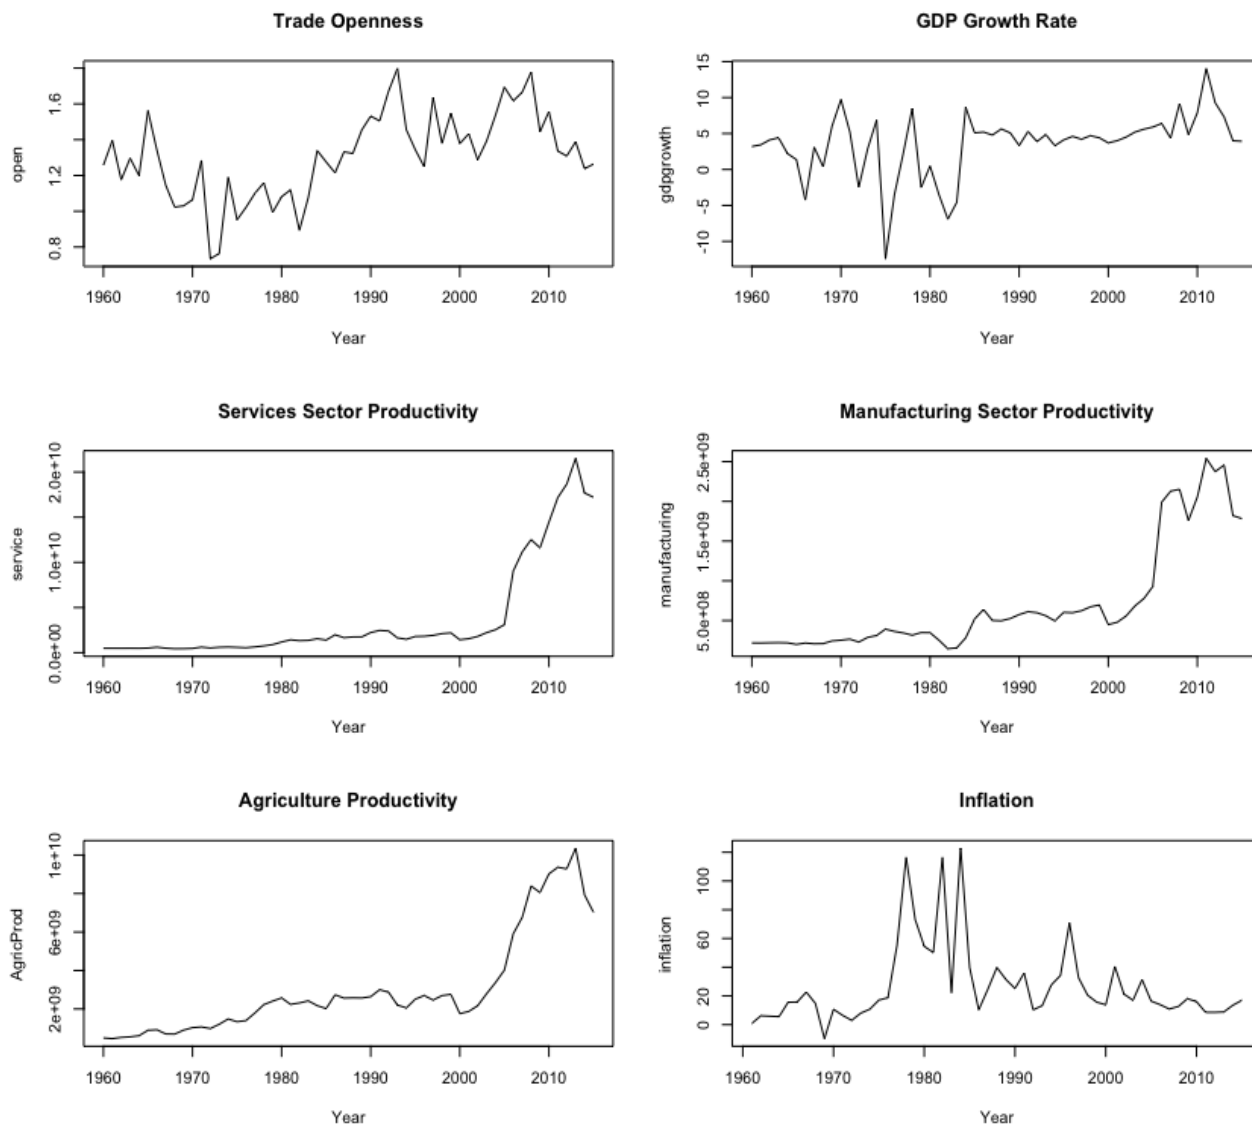 Trade Openness
open
0.8
1.2
1.6
1960 1970 1980 1990 2000 2010
Year
GDP Growth Rate
gdpgrowth
-10
-5
0
5
10
15
1960 1970 1980 1990 2000 2010
Year
Services Sector Productivity
service
0.0e+00
1.0e+10
2.0e+10
1960 1970 1980 1990 2000 2010
Year
Manufacturing Sector Productivity
manufacturing
5.0e+08
1.5e+09
2.5e+09
1960 1970 1980 1990 2000 2010
Year
Agriculture Productivity
AgricProd
2e+09
6e+09
1e+10
1960 1970 1980 1990 2000 2010
Year
Inflation
inflation
0
20
60
100
1960 1970 1980 1990 2000 2010
Year